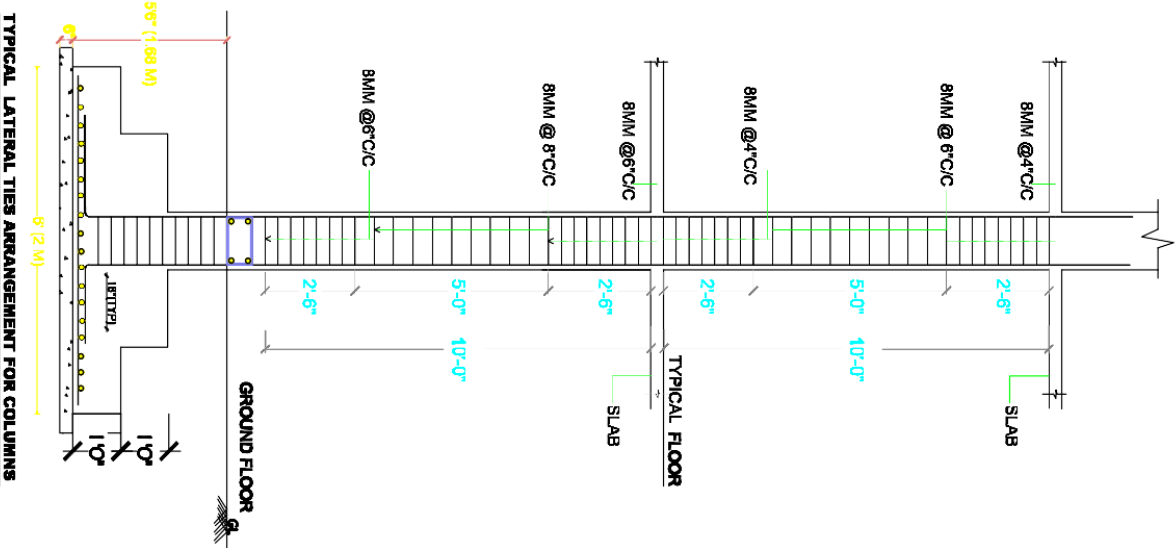 8MM @4"C/C
SLAB
2'-6"
8MM @ 6"C/C
5'-0"
10'-0"
8MM @4"C/C
2'-6"
TYPICAL FLOOR
8MM @6"C/C
SLAB
2'-6"
8MM @ 8"C/C
5'-0"
10'-0"
8MM @6"C/C
2'-6"
GROUND FLOOR
GL
5'6" (1.68 M)
1'0"
1'0"
6"
6' (2 M)
TYPICAL LATERAL TIES ARRANGEMENT FOR COLUMNS